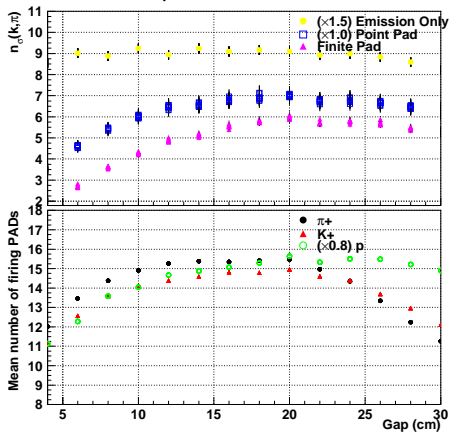 n_σ(k,π)
11
10
9
8
7
6
5
4
3
2
(×1.5) Emission Only
(×1.0) Point Pad
Finite Pad
Mean number of firing PADs
18
17
16
15
14
13
12
11
10
9
8
π+
K+
(×0.8) p
5 10 15 20 25 30
Gap (cm)